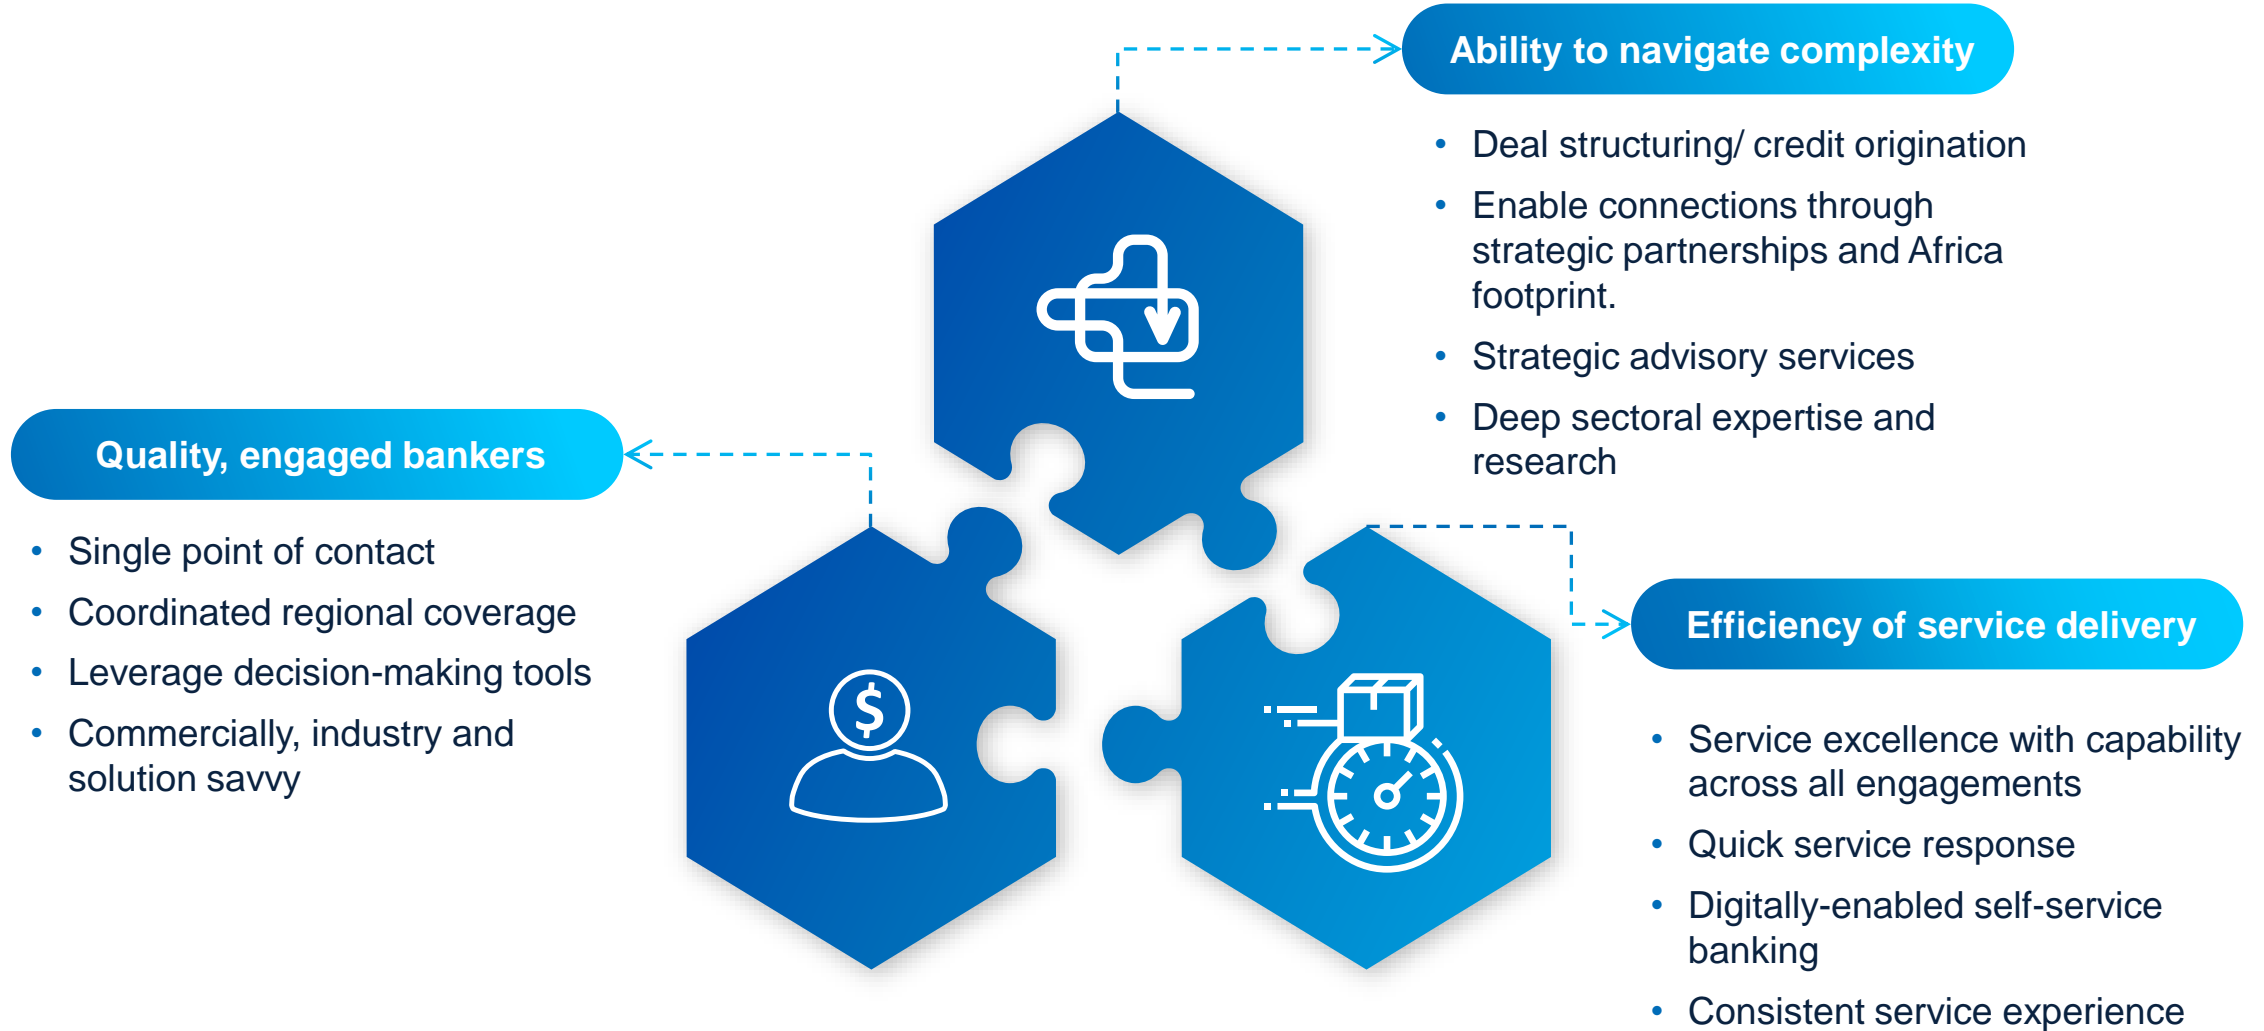 Ability to navigate complexity
• Deal structuring/ credit origination
• Enable connections through
strategic partnerships and Africa
footprint.
• Strategic advisory services
• Deep sectoral expertise and
research
Quality, engaged bankers
• Single point of contact
• Coordinated regional coverage
• Leverage decision-making tools
• Commercially, industry and
solution savvy
$
Efficiency of service delivery
• Service excellence with capability
across all engagements
• Quick service response
• Digitally-enabled self-service
banking
• Consistent service experience